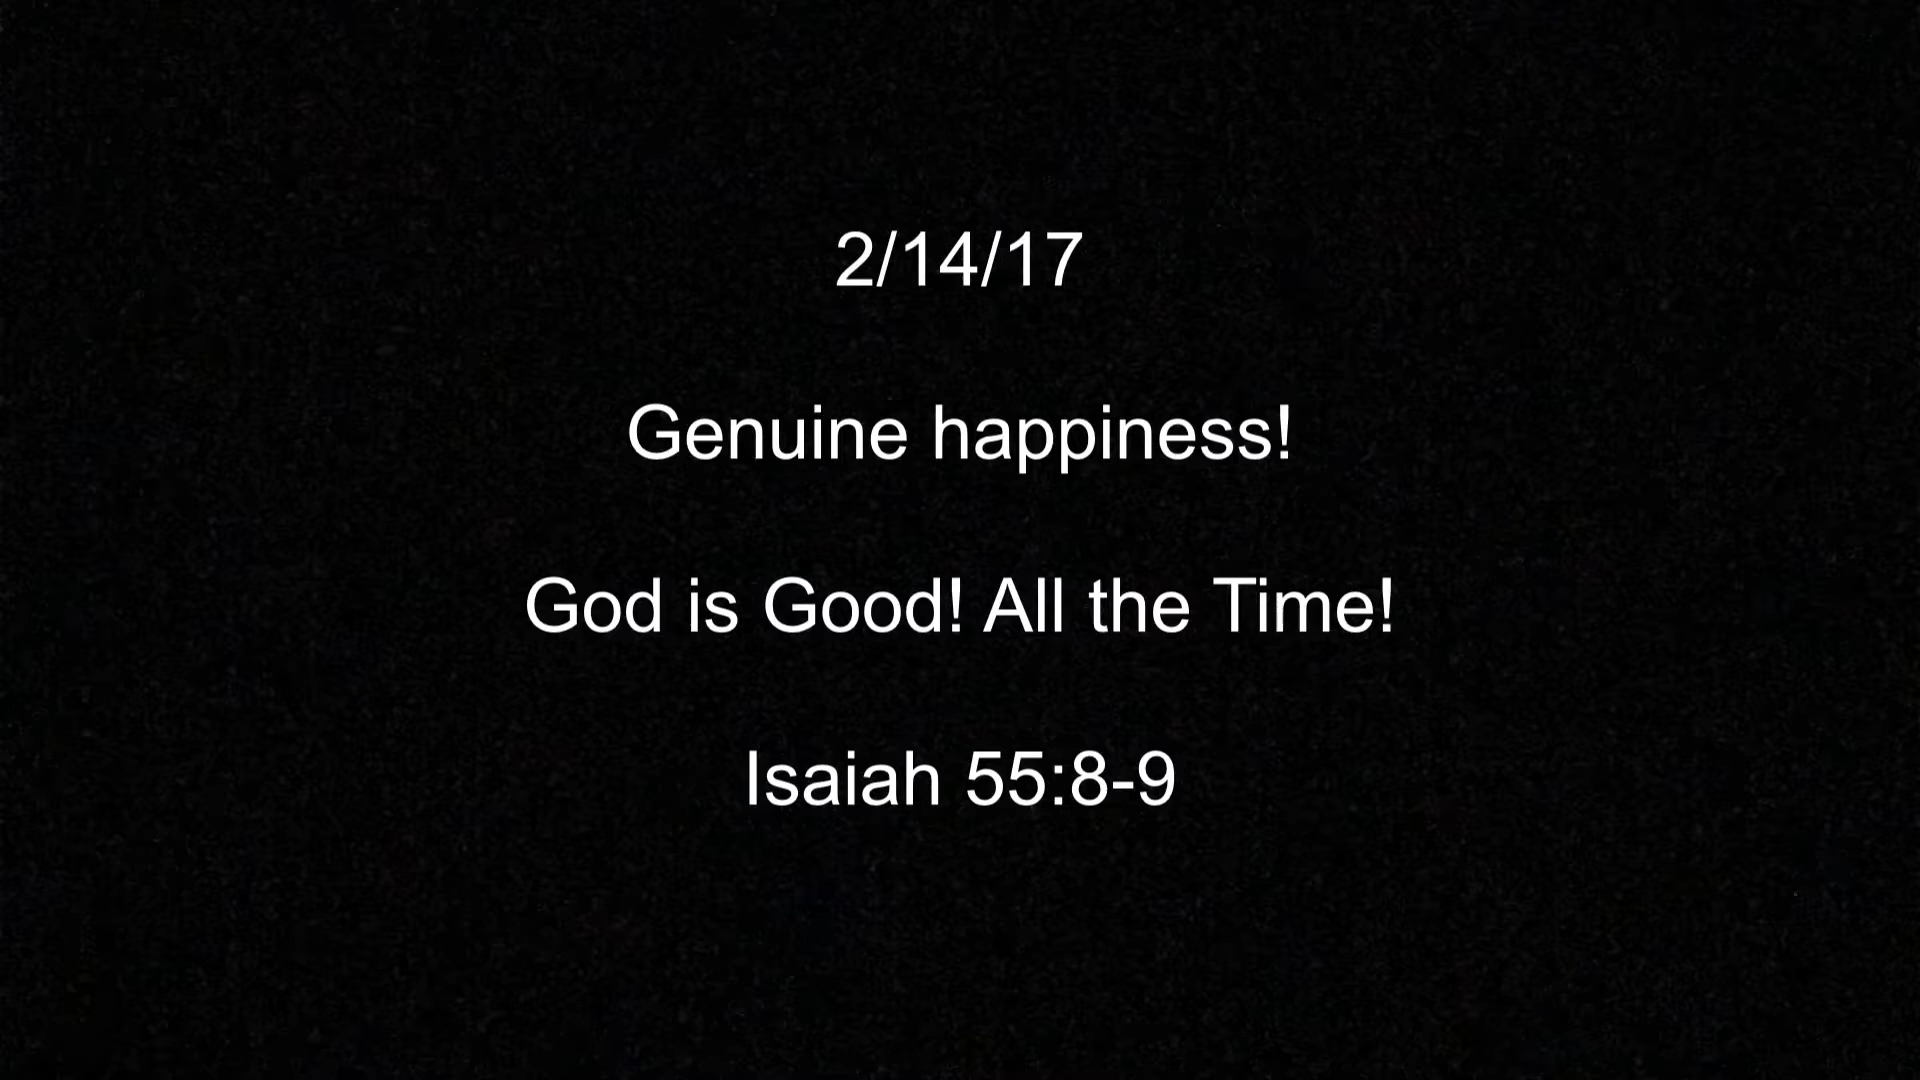 2/14/17
Genuine happiness!
God is Good! All the Time!
Isaiah 55:8-9